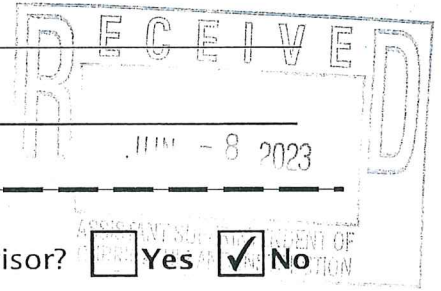 RECEIVED
JUN - 8 2023
ASSISTANT SUPERINTENDENT OF
isor? Yes ✓ No